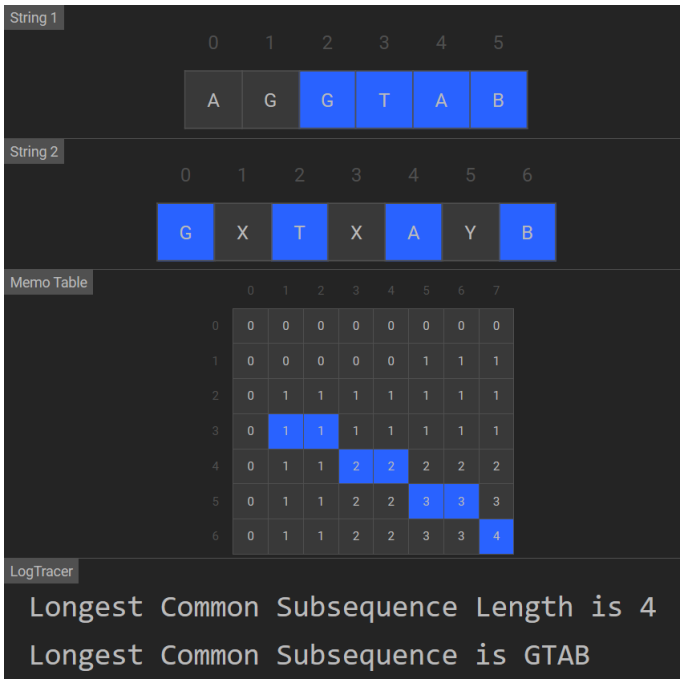 String 1
0 1 2 3 4 5
A G G T A B
String 2
0 1 2 3 4 5 6
G X T X A Y B
Memo Table
0 1 2 3 4 5 6 7
0 0 0 0 0 0 0 0 0
1 0 0 0 0 0 1 1 1
2 0 1 1 1 1 1 1 1
3 0 1 1 1 1 1 1 1
4 0 1 1 2 2 2 2 2
5 0 1 1 2 2 3 3 3
6 0 1 1 2 2 3 3 4
LogTracer
Longest Common Subsequence Length is 4
Longest Common Subsequence is GTAB